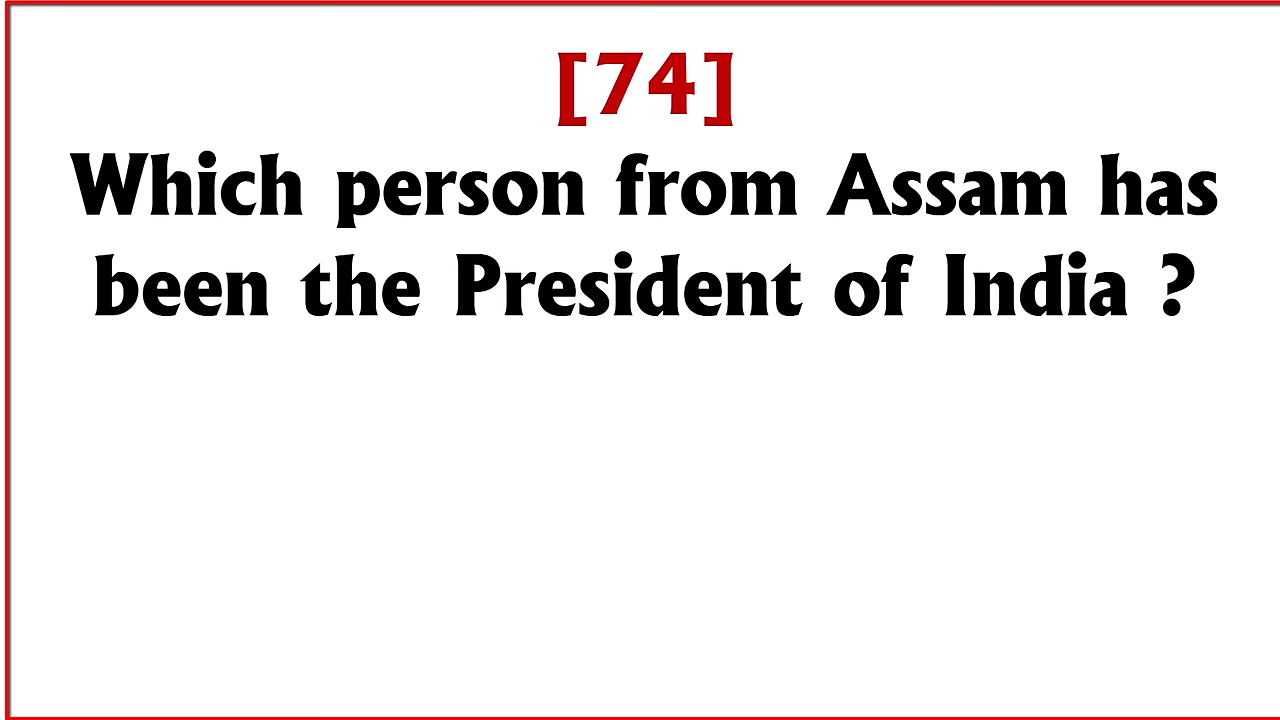 [74]
Which person from Assam has
been the President of India ?